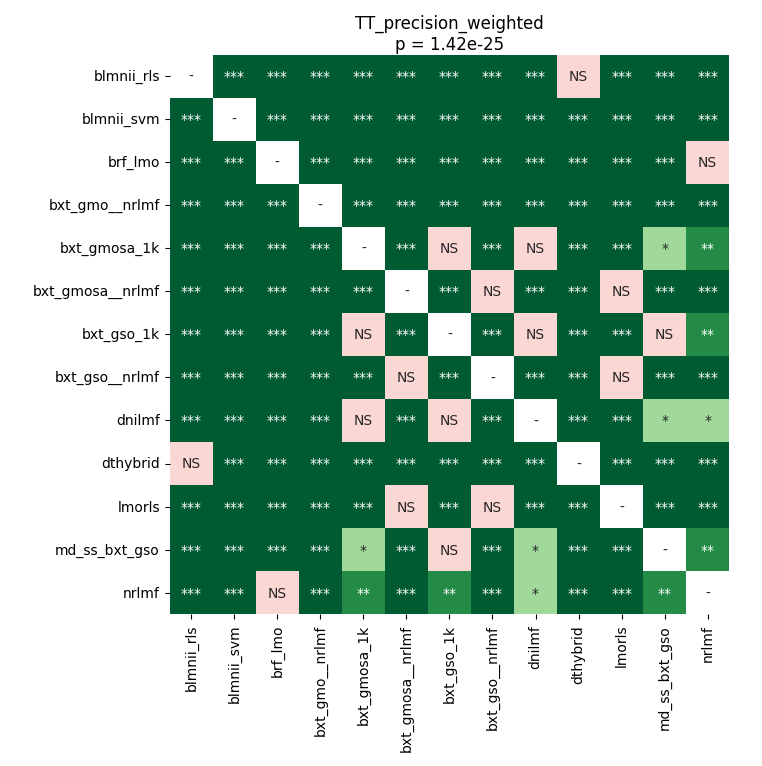 TT_precision_weighted
p = 1.42e-25
blmnii_rls - *** *** *** *** *** *** *** *** NS *** *** ***
blmnii_svm *** - *** *** *** *** *** *** *** *** *** *** ***
brf_lmo *** *** - *** *** *** *** *** *** *** *** *** NS
bxt_gmo__nrlmf *** *** *** - *** *** *** *** *** *** *** *** ***
bxt_gmosa_1k *** *** *** *** - *** NS *** NS *** *** * **
bxt_gmosa__nrlmf *** *** *** *** *** - *** NS *** *** NS *** ***
bxt_gso_1k *** *** *** *** NS *** - *** NS *** *** NS **
bxt_gso__nrlmf *** *** *** *** *** NS *** - *** *** NS *** ***
dnilmf *** *** *** *** NS *** NS *** - *** *** * *
dthybrid NS *** *** *** *** *** *** *** *** - *** *** ***
lmorls *** *** *** *** *** NS *** NS *** *** - *** ***
md_ss_bxt_gso *** *** *** *** * *** NS *** * *** *** - **
nrlmf *** *** NS *** ** *** ** *** * *** *** ** -
blmnii_rls
blmnii_svm
brf_lmo
bxt_gmo__nrlmf
bxt_gmosa_1k
bxt_gmosa__nrlmf
bxt_gso_1k
bxt_gso__nrlmf
dnilmf
dthybrid
lmorls
md_ss_bxt_gso
nrlmf